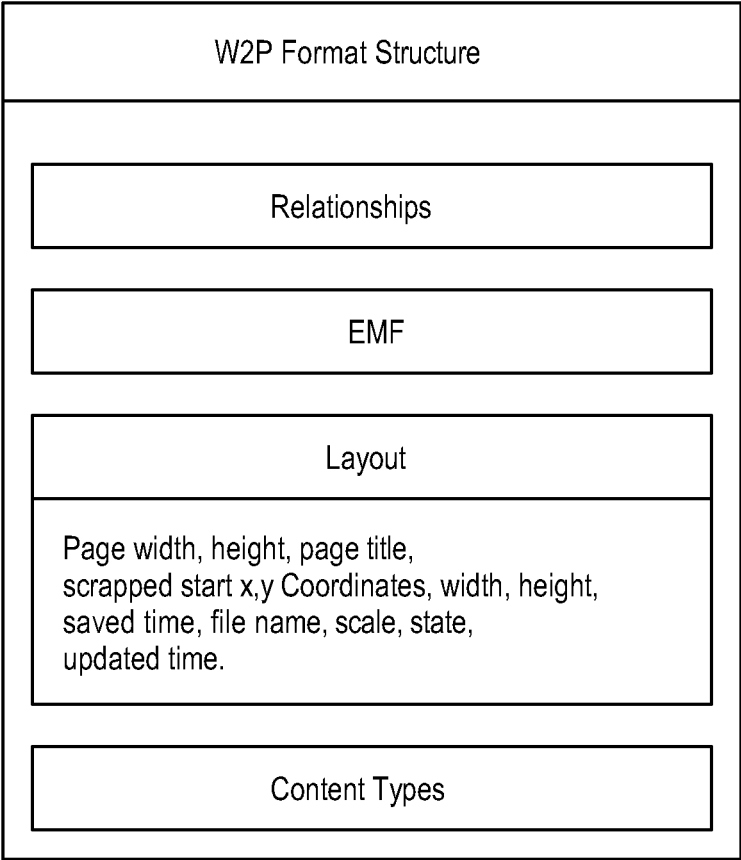 W2P Format Structure
Relationships
EMF
Layout
Page width, height, page title,
scrapped start x,y Coordinates, width, height,
saved time, file name, scale, state,
updated time.
Content Types